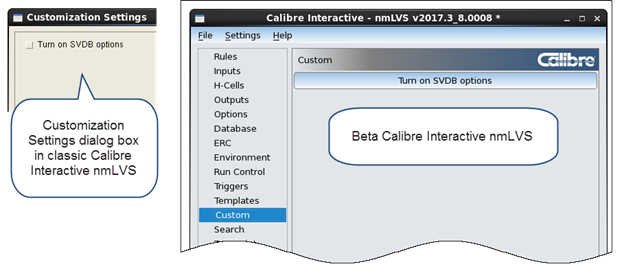 Customization Settings
Turn on SVDB options
Customization
Settings dialog box
in classic Calibre
Interactive nmLVS
Calibre Interactive - nmLVS v2017.3_8.0008 *
File Settings Help
Rules
Inputs
H-Cells
Outputs
Options
Database
ERC
Environment
Run Control
Triggers
Templates
Custom
Search
Custom
Calibre
Turn on SVDB options
Beta Calibre Interactive nmLVS